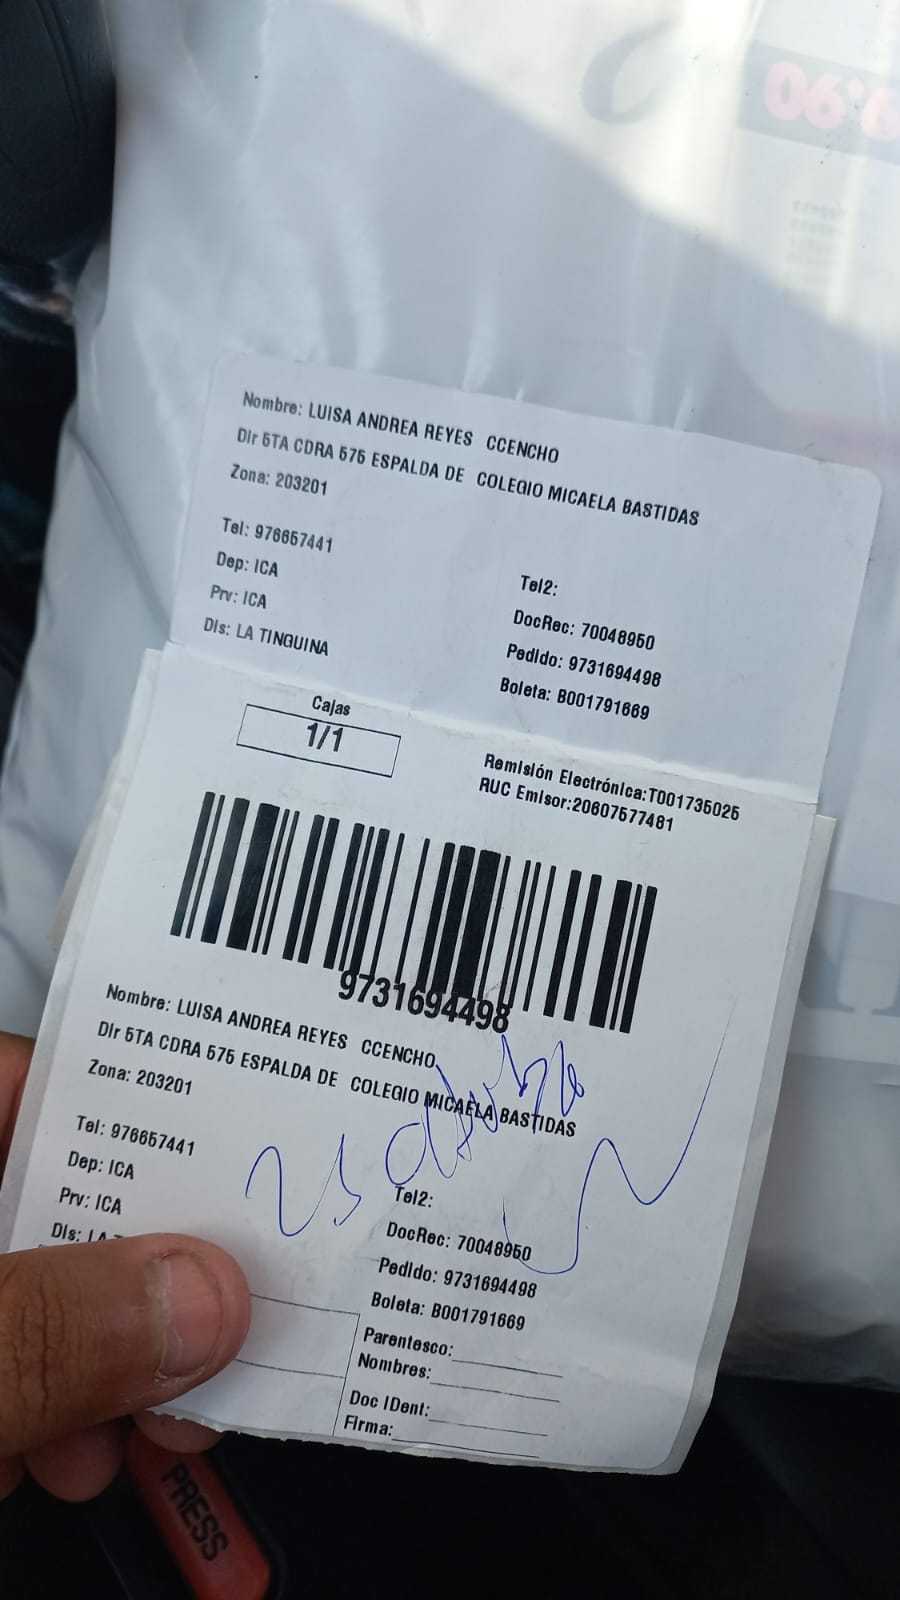 Nombre: LUISA ANDREA REYES CCENCHO
Dir 5TA CDRA 575 ESPALDA DE COLEGIO MICAELA BASTIDAS
Zona: 203201
Tel: 976657441
Dep: ICA
Prv: ICA
Dis: LA TINGUINA
Tel2:
DocRec: 70048950
Pedido: 9731694498
Boleta: B001791669
Cajas
1/1
Remisión Electrónica:T001735025
RUC Emisor:20607577481
9731694498
Nombre: LUISA ANDREA REYES CCENCHO
Dir 5TA CDRA 575 ESPALDA DE COLEGIO MICAELA BASTIDAS
Zona: 203201
Tel: 976657441
Dep: ICA
Prv: ICA
Dis: LA
Tel2:
DocRec: 70048950
Pedido: 9731694498
Boleta: B001791669
Parentesco:
Nombres:
Doc IDent:
Firma:
PRESS